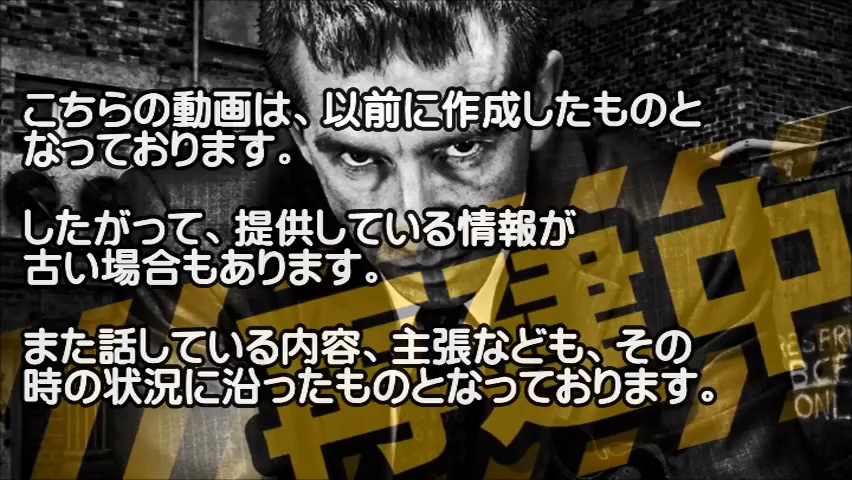 こちらの動画は、以前に作成したものと
なっております。
したがって、提供している情報が
古い場合もあります。
また話している内容、主張なども、その
時の状況に沿ったものとなっております。
再建中
ONL